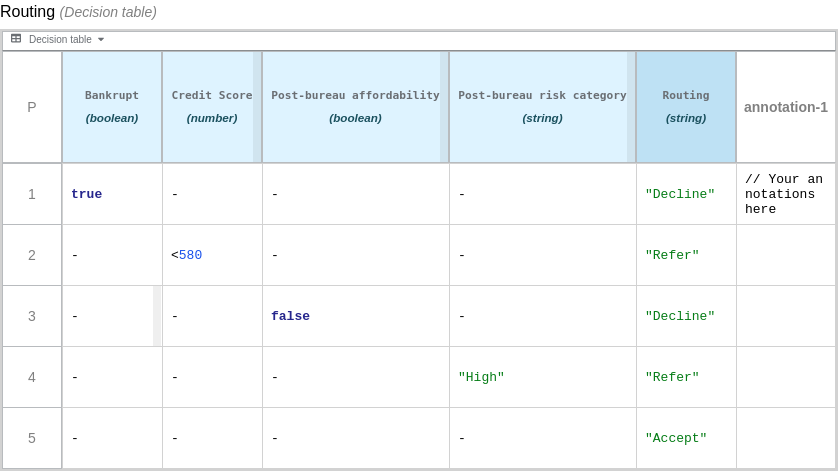 Routing (Decision table)
Decision table
P Bankrupt (boolean) Credit Score (number) Post-bureau affordability (boolean) Post-bureau risk category (string) Routing (string) annotation-1
1 true - - - "Decline" // Your an
notations
here
2 - <580 - - "Refer"
3 - - false - "Decline"
4 - - - "High" "Refer"
5 - - - - "Accept"